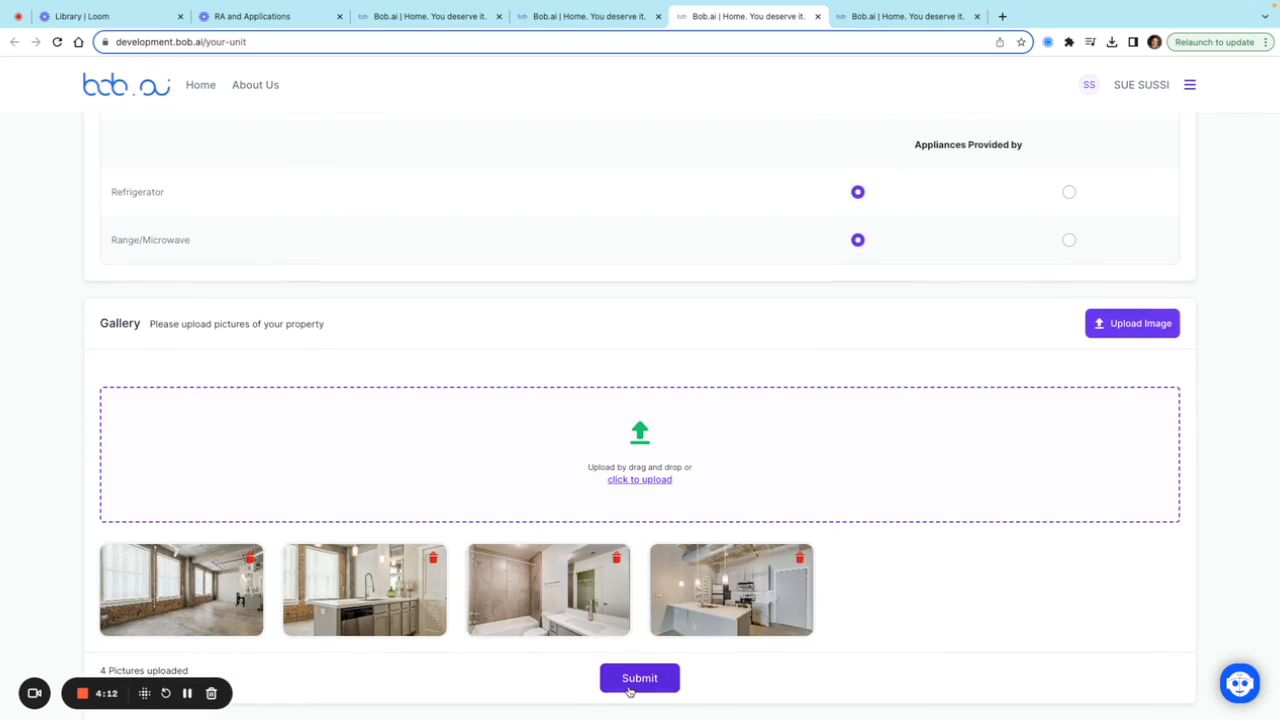 Library | Loom
RA and Applications
Bob.ai | Home. You deserve it.
Bob.ai | Home. You deserve it.
Bob.ai | Home. You deserve it.
Bob.ai | Home. You deserve it.
development.bob.ai/your-unit
Relaunch to update
bob.ai
Home
About Us
SS
SUE SUSSI
Appliances Provided by
Refrigerator
Range/Microwave
Gallery
Please upload pictures of your property
Upload Image
Upload by drag and drop or
click to upload
4 Pictures uploaded
Submit
4:12